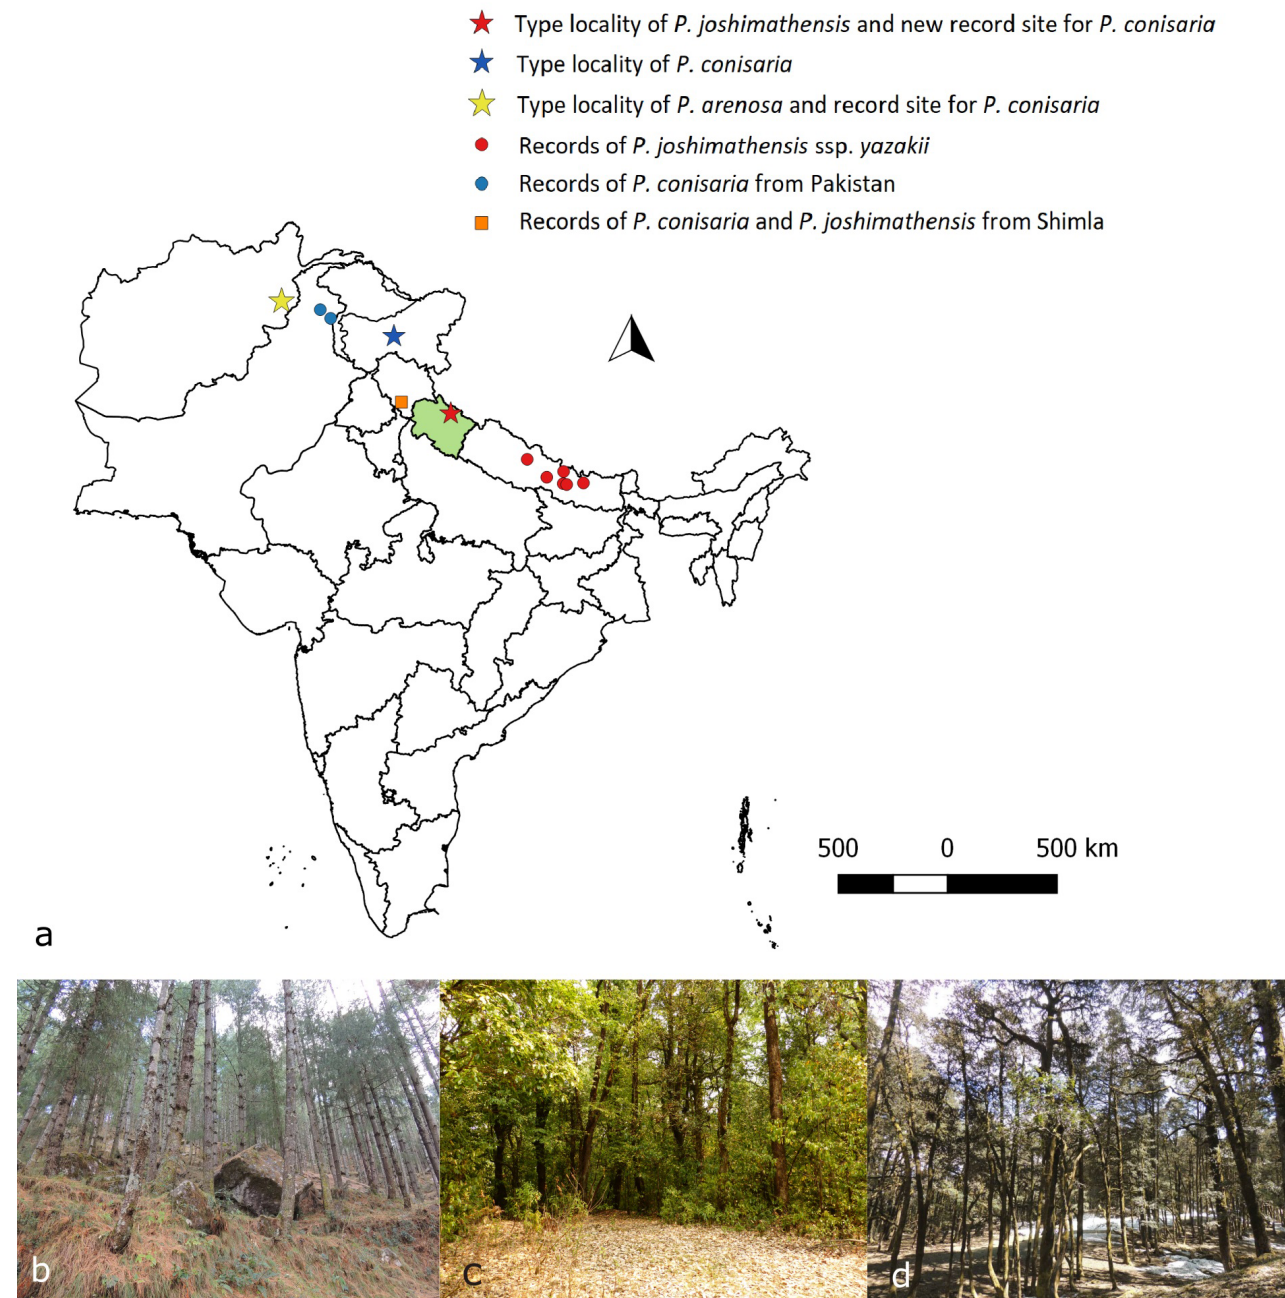 Type locality of P. joshimathensis and new record site for P. conisaria
Type locality of P. conisaria
Type locality of P. arenosa and record site for P. conisaria
Records of P. joshimathensis ssp. yazakii
Records of P. conisaria from Pakistan
Records of P. conisaria and P. joshimathensis from Shimla
500 0 500 km
a
b
c
d